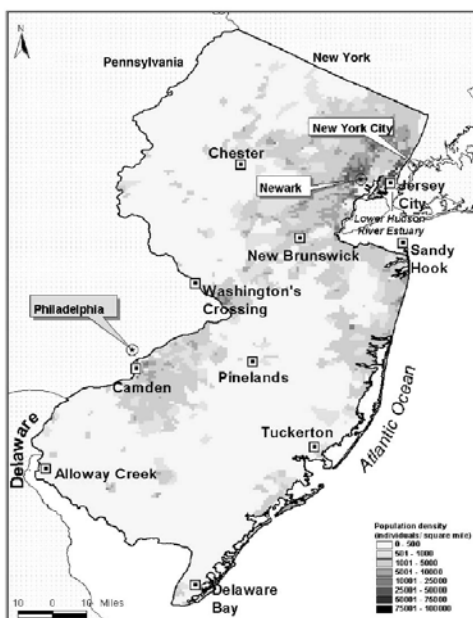 N
Pennsylvania
New York
New York City
Chester
Newark
Jersey
City
Lower Hudson
River Estuary
New Brunswick
Sandy
Hook
Washington's
Crossing
Philadelphia
Camden
Pinelands
Atlantic Ocean
Tuckerton
Delaware
Alloway Creek
Population density
(individuals/ square mile)
0 - 500
501 - 1000
1001 - 5000
5001 - 10000
10001 - 25000
25001 - 50000
50001 - 75000
75001 - 100000
Delaware
Bay
10 0 10 Miles